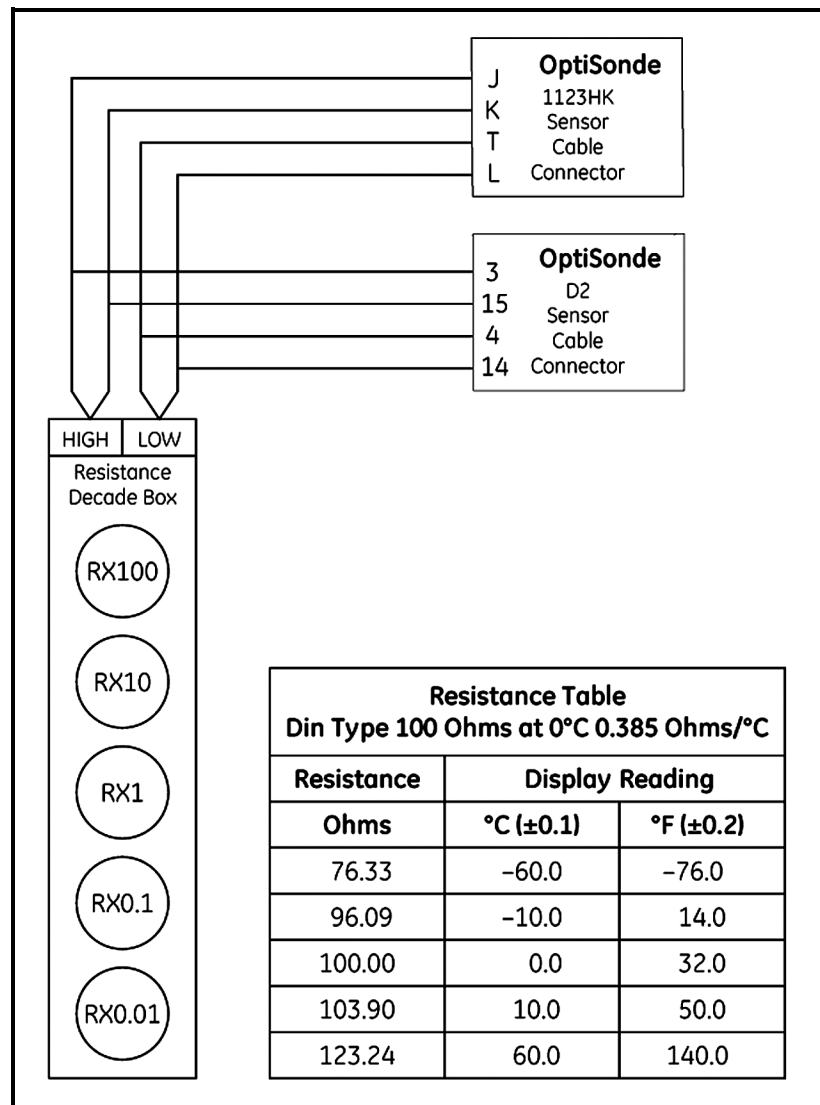 OptiSonde
1123HK
Sensor
Cable
Connector
J
K
T
L
OptiSonde
D2
Sensor
Cable
Connector
3
15
4
14
HIGH LOW
Resistance
Decade Box
RX100
RX10
RX1
RX0.1
RX0.01
Resistance Table
Din Type 100 Ohms at 0°C 0.385 Ohms/°C
Resistance Display Reading
Ohms °C (±0.1) °F (±0.2)
76.33 –60.0 –76.0
96.09 –10.0 14.0
100.00 0.0 32.0
103.90 10.0 50.0
123.24 60.0 140.0